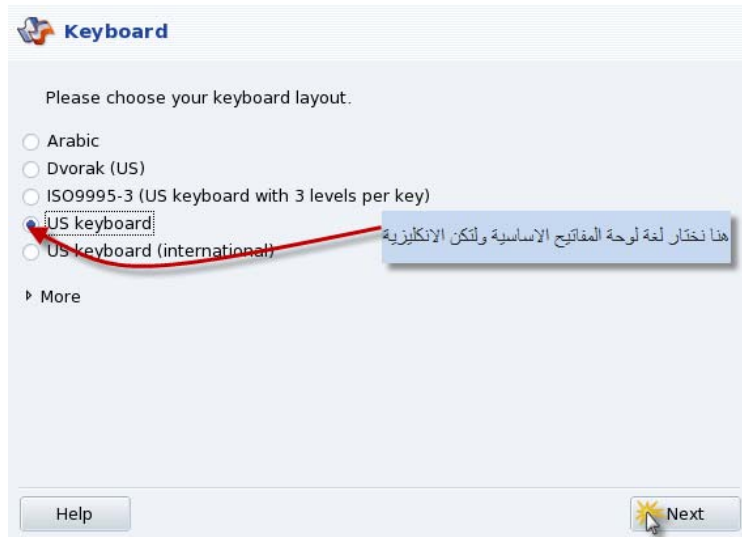 Keyboard
Please choose your keyboard layout.
Arabic
Dvorak (US)
ISO9995-3 (US keyboard with 3 levels per key)
US keyboard
هنا نختار لغة لوحة المفاتيح الاساسية ولتكن الانكليزية
US keyboard (international)
More
Help
Next